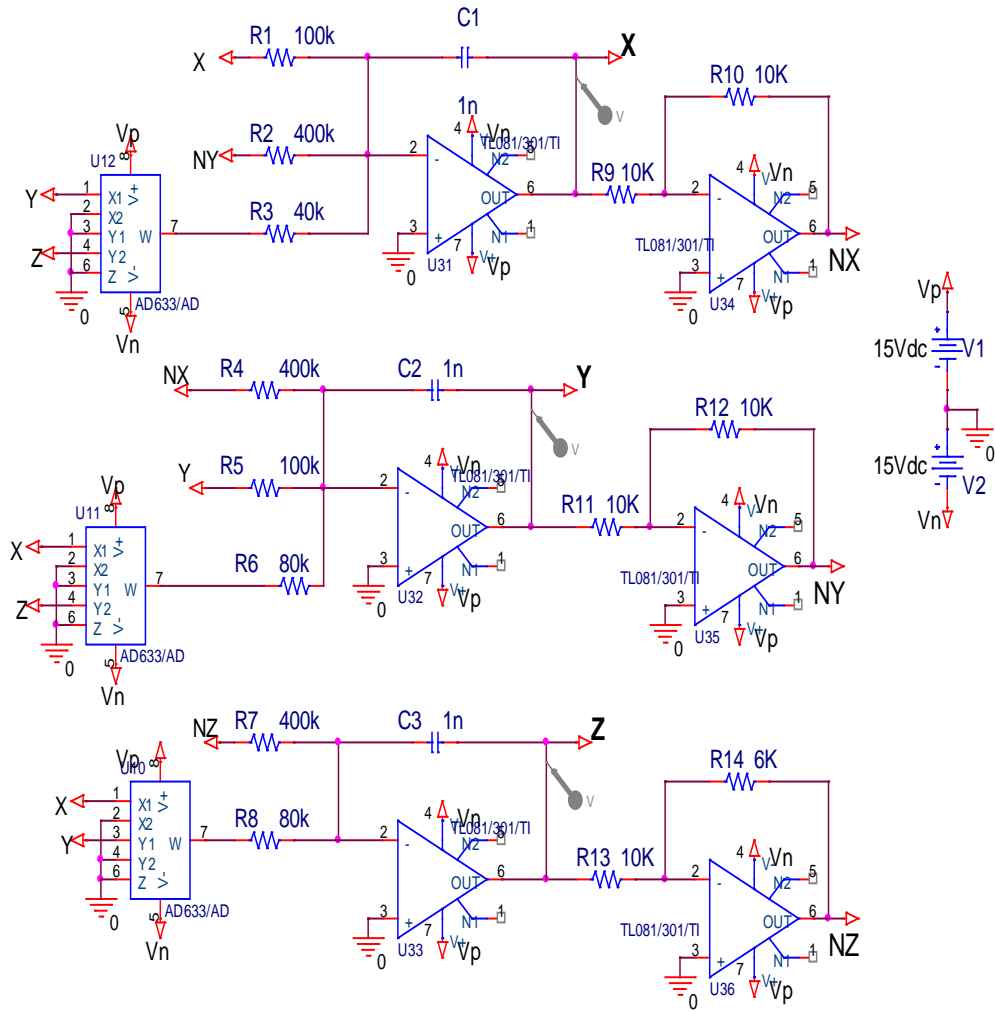 C1
R1 100k
X
X
R10 10K
1n
V
Vp
4
Vn
TL081/301/TI
N2
5
R2 400k
NY
2
-
U12
8
V+
4
V-
Vn
N2
5
R9 10K
2
-
OUT
6
Y
1
X1
2
X2
3
Y1
W
7
4
Y2
Z
6
Z
V-
R3 40k
3
+
N1
1
7
V+
Vp
U31
0
OUT
6
TL081/301/TI
NX
3
+
N1
1
7
V+
Vp
U34
0
0
5
AD633/AD
Vn
Vp
15Vdc
+
-
V1
0
15Vdc
+
-
V2
Vn
NX
R4 400k
C2 1n
Y
R12 10K
V
Y
R5 100k
4
Vn
TL081/301/TI
N2
5
2
-
OUT
6
R11 10K
4
V-
Vn
N2
5
2
-
Vp
U11
8
V+
X
1
X1
2
X2
3
Y1
W
7
Z
4
Y2
6
Z
V-
R6 80k
3
+
N1
1
7
V+
Vp
U32
0
OUT
6
TL081/301/TI
NY
3
+
N1
1
7
V+
Vp
U35
0
0
5
AD633/AD
Vn
NZ
R7 400k
C3 1n
Z
R14 6K
V
Vp
U10
8
V+
X
1
X1
2
X2
Y
3
Y1
W
7
4
Y2
6
Z
V-
R8 80k
4
Vn
TL081/301/TI
N2
5
2
-
OUT
6
R13 10K
4
V-
Vn
N2
5
2
-
3
+
N1
1
7
V+
Vp
U33
0
OUT
6
TL081/301/TI
NZ
3
+
N1
1
7
V+
Vp
U36
0
0
5
AD633/AD
Vn